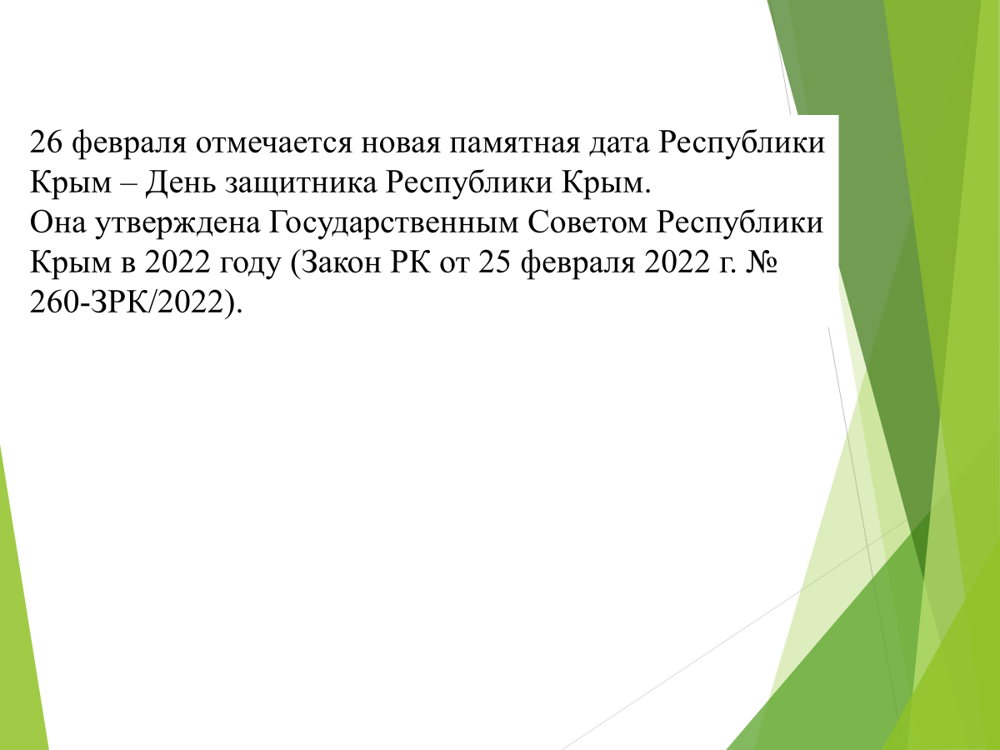 26 февраля отмечается новая памятная дата Республики
Крым – День защитника Республики Крым.
Она утверждена Государственным Советом Республики
Крым в 2022 году (Закон РК от 25 февраля 2022 г. №
260-ЗРК/2022).